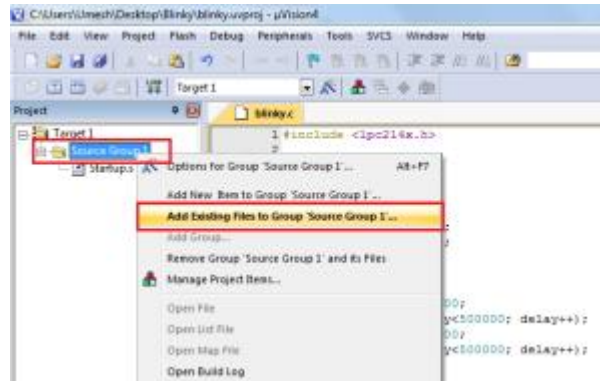 C:\Users\Umesh\Desktop\Blinky\blinky.uvproj - µVision4
File Edit View Project Flash Debug Peripherals Tools SVCS Window Help
Target 1
Project
blinky.c
Target 1
1 #include <lpc214x.h>
2
Source Group 1
Startup.s
Options for Group 'Source Group 1'... Alt+F7
Add New Item to Group 'Source Group 1'...
Add Existing Files to Group 'Source Group 1'...
Add Group...
Remove Group 'Source Group 1' and its Files
Manage Project Items...
Open File
00;
y<500000; delay++);
Open List File
00;
Open Map File
y<500000; delay++);
Open Build Log